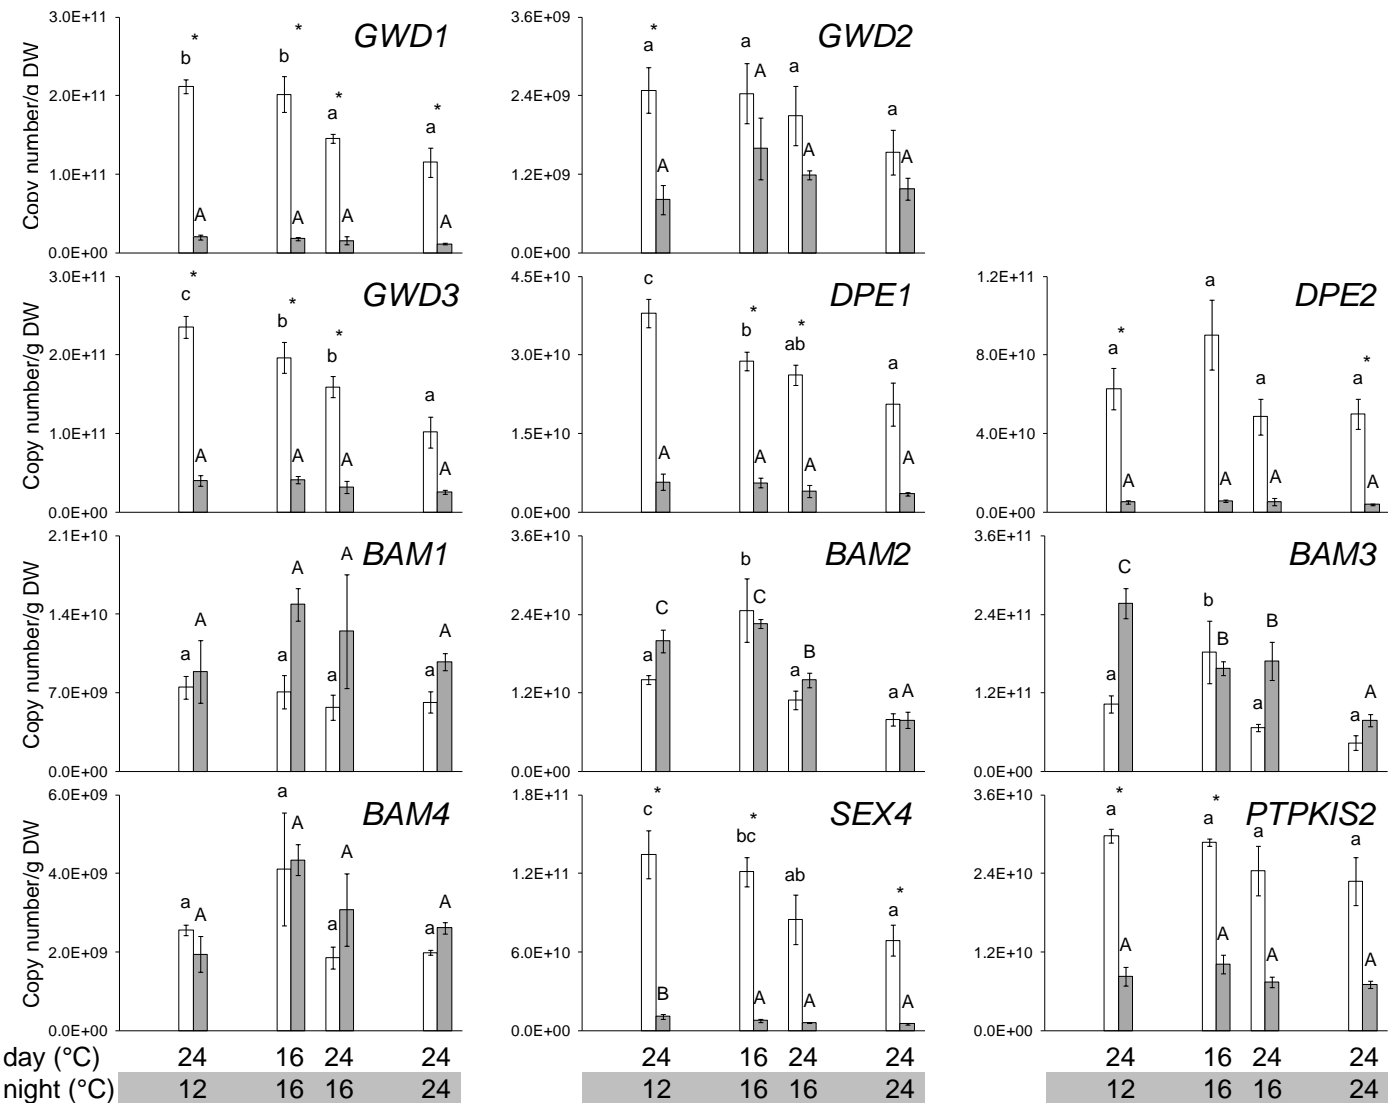 GWD1
Copy number/g DW
3.0E+11
2.0E+11
1.0E+11
0.0E+00
* *
b b * *
a a
A A A A
GWD2
3.6E+09
2.4E+09
1.2E+09
0.0E+00
*
a a a a
A A A A
GWD3
Copy number/g DW
3.0E+11
2.0E+11
1.0E+11
0.0E+00
* * *
c b b a
A A A A
DPE1
4.5E+10
3.0E+10
1.5E+10
0.0E+00
* *
c b ab a
A A A A
DPE2
1.2E+11
8.0E+10
4.0E+10
0.0E+00
* *
a a a a
A A A A
BAM1
Copy number/g DW
2.1E+10
1.4E+10
7.0E+09
0.0E+00
a A a A a A a A
BAM2
3.6E+10
2.4E+10
1.2E+10
0.0E+00
a C b C a B a A
BAM3
3.6E+11
2.4E+11
1.2E+11
0.0E+00
a C b B a B a A
BAM4
Copy number/g DW
6.0E+09
4.0E+09
2.0E+09
0.0E+00
a A a A a A a A
SEX4
1.8E+11
1.2E+11
6.0E+10
0.0E+00
* * *
c bc ab a
B A A A
PTPKIS2
3.6E+10
2.4E+10
1.2E+10
0.0E+00
* *
a a a a
A A A A
day (°C) 24 16 24 24 24 16 24 24 24 16 24 24
night (°C) 12 16 16 24 12 16 16 24 12 16 16 24